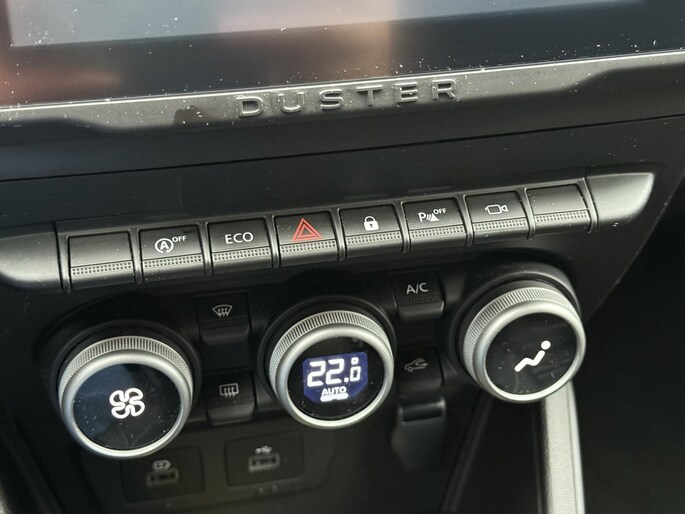 DUSTER
A OFF
ECO
P OFF
A/C
22.0
AUTO